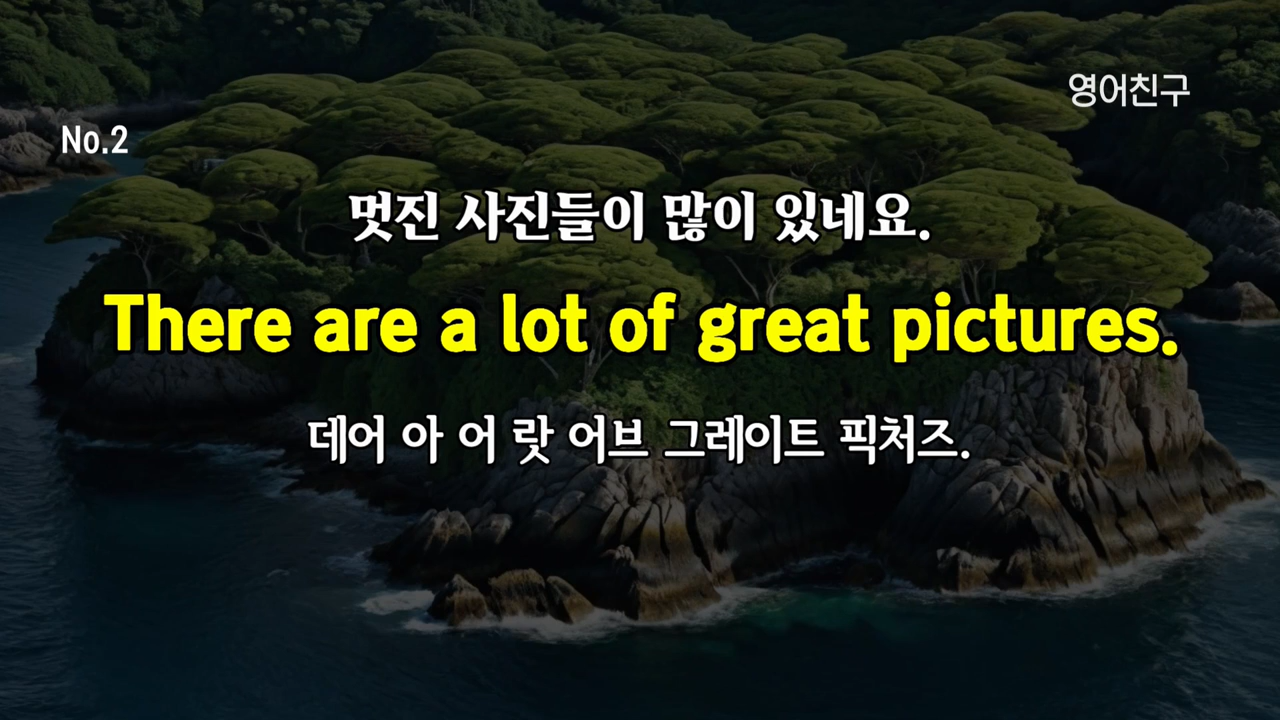 영어친구
No.2
멋진 사진들이 많이 있네요.
There are a lot of great pictures.
데어 아 어 랏 어브 그레이트 픽처즈.